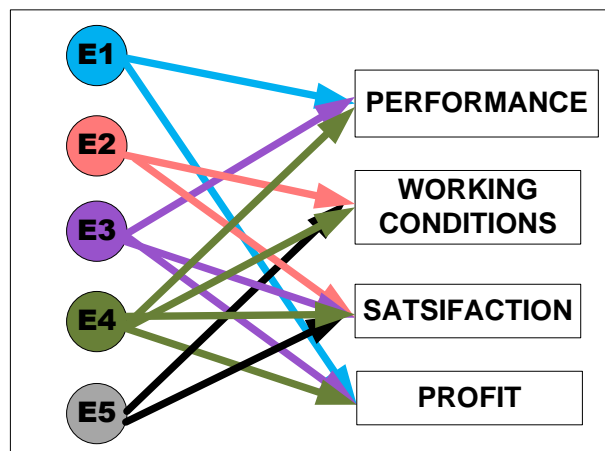 E1
PERFORMANCE
E2
WORKING
CONDITIONS
E3
E4
SATSIFACTION
E5
PROFIT